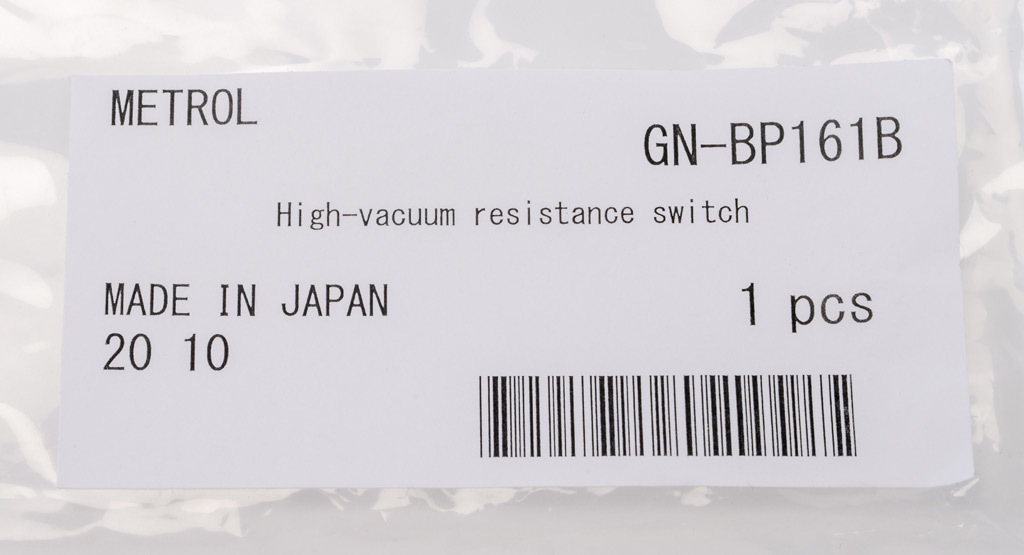 METROL
GN-BP161B
High-vacuum resistance switch
MADE IN JAPAN
1 pcs
20 10